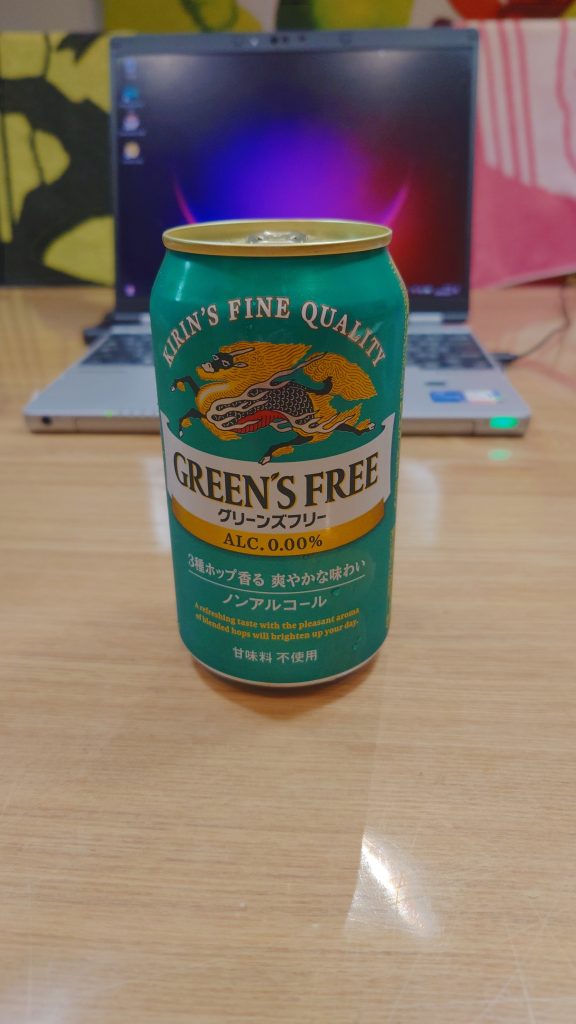 KIRIN'S FINE QUALITY
GREEN'S FREE
グリーンズフリー
ALC.0.00%
3種ホップ香る 爽やかな味わい
ノンアルコール
A refreshing taste with the pleasant aroma
of blended hops will brighten up your day.
甘味料 不使用